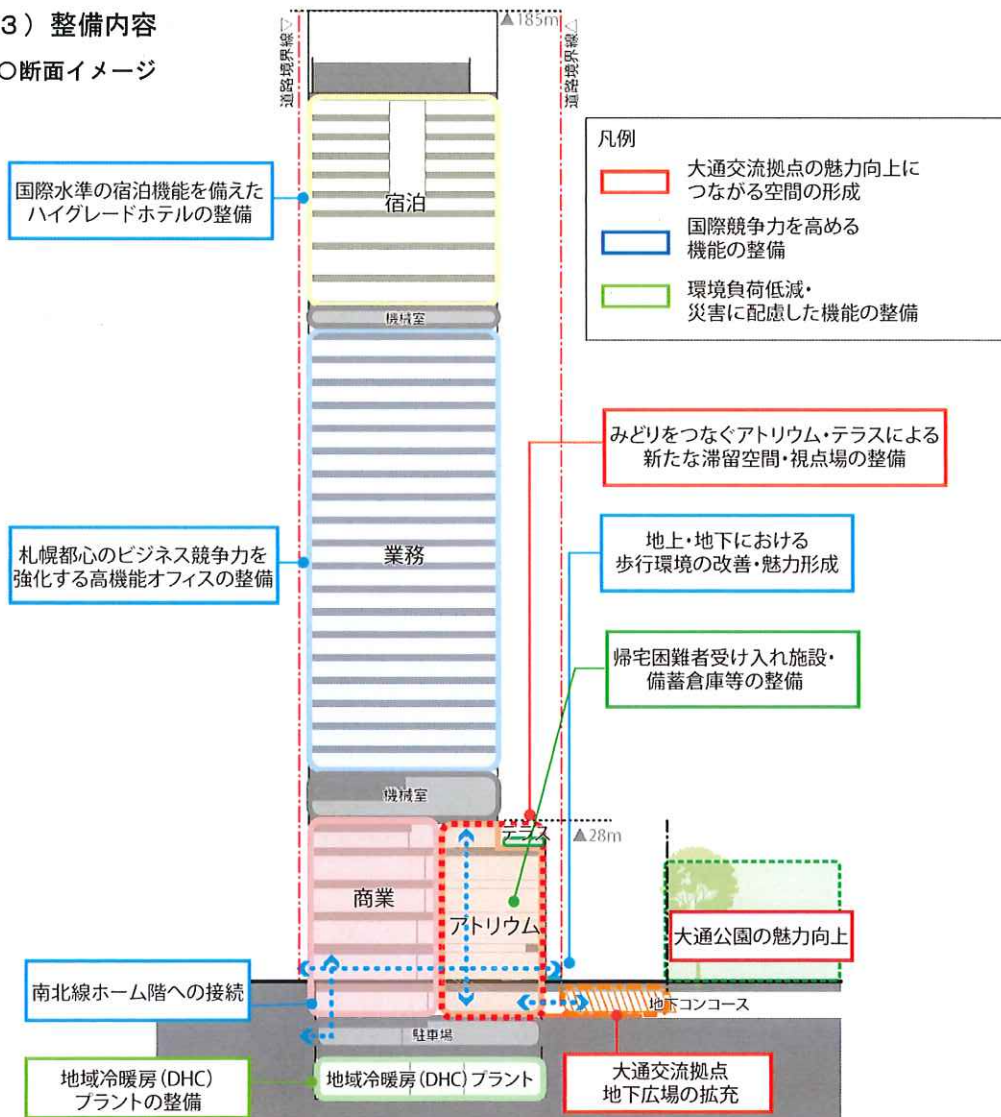 3）整備内容
○断面イメージ
▲185m
道路境界線▽
道路境界線△
凡例
大通交流拠点の魅力向上に
つながる空間の形成
国際競争力を高める
機能の整備
環境負荷低減・
災害に配慮した機能の整備
国際水準の宿泊機能を備えた
ハイグレードホテルの整備
宿泊
機械室
みどりをつなぐアトリウム・テラスによる
新たな滞留空間・視点場の整備
札幌都心のビジネス競争力を
強化する高機能オフィスの整備
業務
地上・地下における
歩行環境の改善・魅力形成
帰宅困難者受け入れ施設・
備蓄倉庫等の整備
機械室
テラス
▲28m
商業
アトリウム
大通公園の魅力向上
南北線ホーム階への接続
地下コンコース
駐車場
地域冷暖房（DHC）
プラントの整備
地域冷暖房（DHC）プラント
大通交流拠点
地下広場の拡充